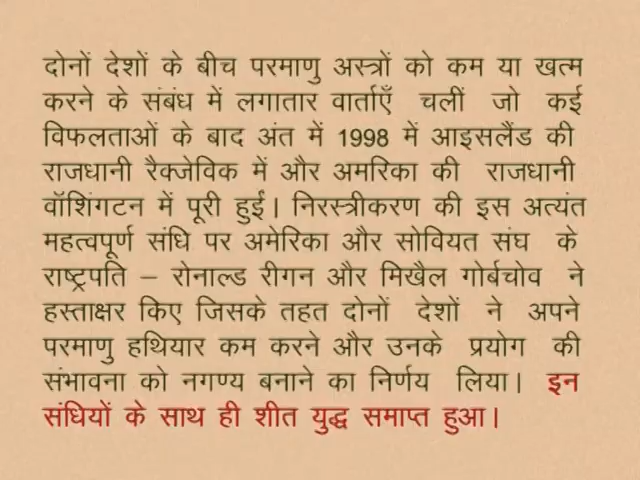 दोनों देशों के बीच परमाणु अस्त्रों को कम या खत्म
करने के संबंध में लगातार वार्ताएँ चलीं जो कई
विफलताओं के बाद अंत में 1998 में आइसलैंड की
राजधानी रैक्जेविक में और अमरिका की राजधानी
वॉशिंगटन में पूरी हुईं। निरस्त्रीकरण की इस अत्यंत
महत्वपूर्ण संधि पर अमेरिका और सोवियत संघ के
राष्ट्रपति – रोनाल्ड रीगन और मिखैल गोर्बचोव ने
हस्ताक्षर किए जिसके तहत दोनों देशों ने अपने
परमाणु हथियार कम करने और उनके प्रयोग की
संभावना को नगण्य बनाने का निर्णय लिया। इन
संधियों के साथ ही शीत युद्ध समाप्त हुआ।